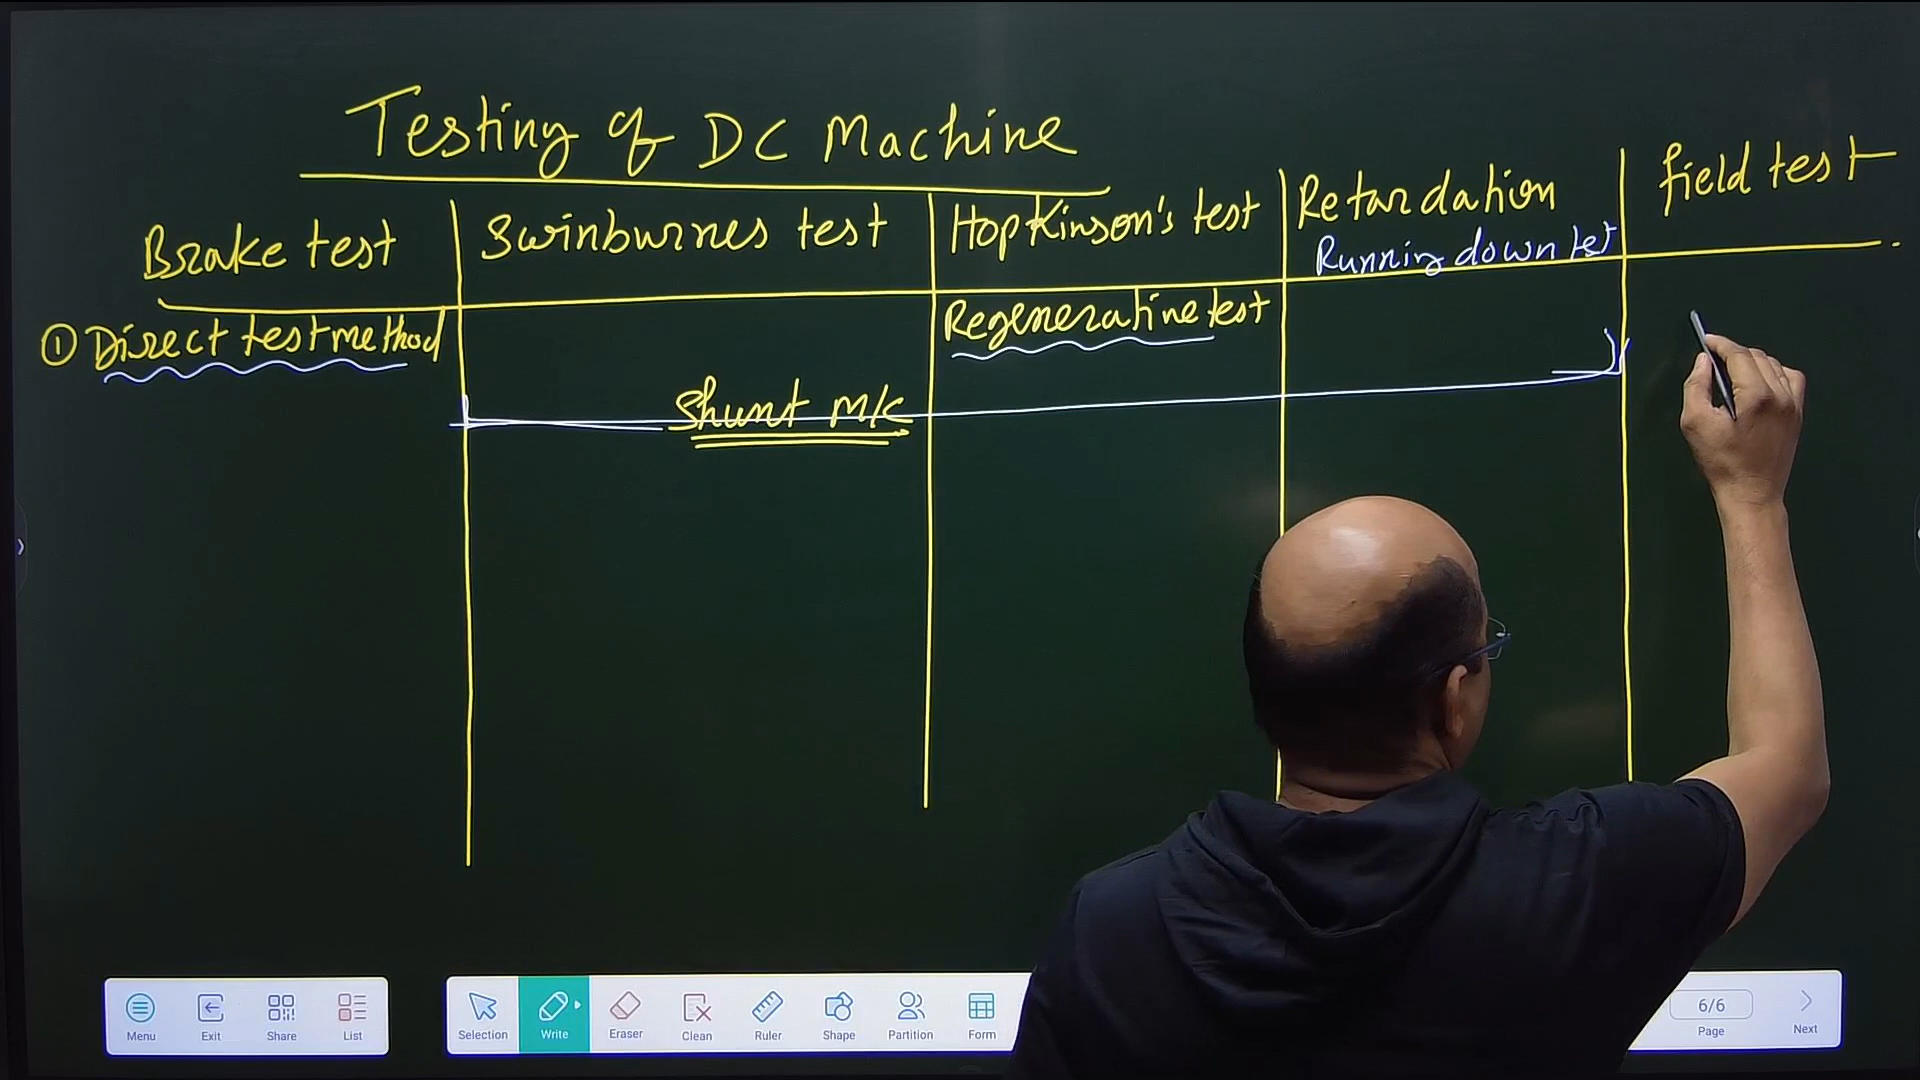 Testing of DC Machine
Brake test
Swinburnes test
Hopkinson's test
Retardation
Running down tet
field test
① Direct test method
Regenerative test
Shunt M/c
Menu
Exit
Share
List
Selection
Write
Eraser
Clean
Ruler
Shape
Partition
Form
6/6
Page
Next